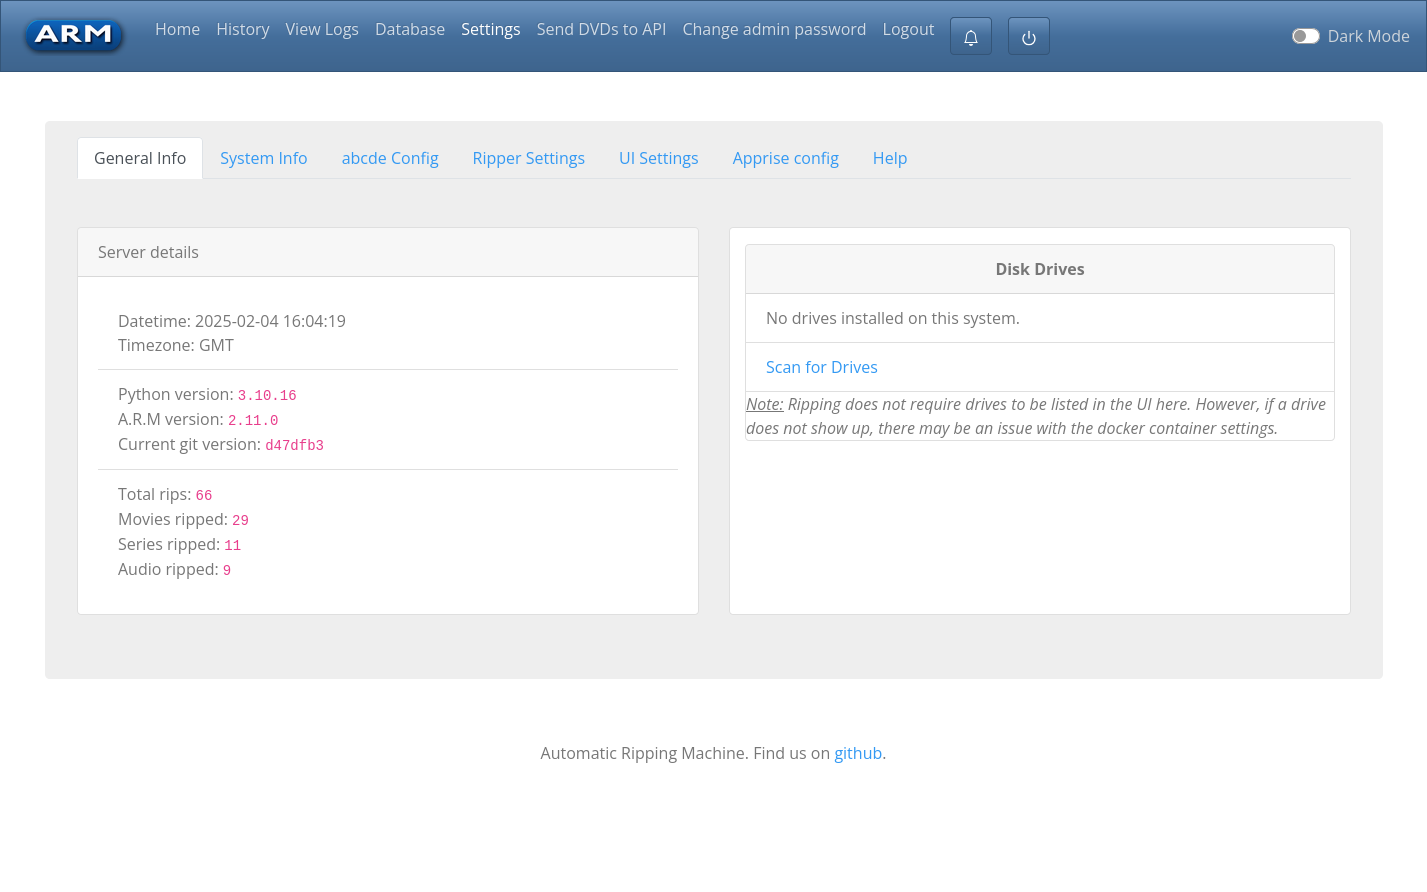 ARM Home History View Logs Database Settings Send DVDs to API Change admin password Logout Dark Mode
General Info System Info abcde Config Ripper Settings UI Settings Apprise config Help
Server details
Datetime: 2025-02-04 16:04:19
Timezone: GMT
Python version: 3.10.16
A.R.M version: 2.11.0
Current git version: d47dfb3
Total rips: 66
Movies ripped: 29
Series ripped: 11
Audio ripped: 9
Disk Drives
No drives installed on this system.
Scan for Drives
Note: Ripping does not require drives to be listed in the UI here. However, if a drive
does not show up, there may be an issue with the docker container settings.
Automatic Ripping Machine. Find us on github.